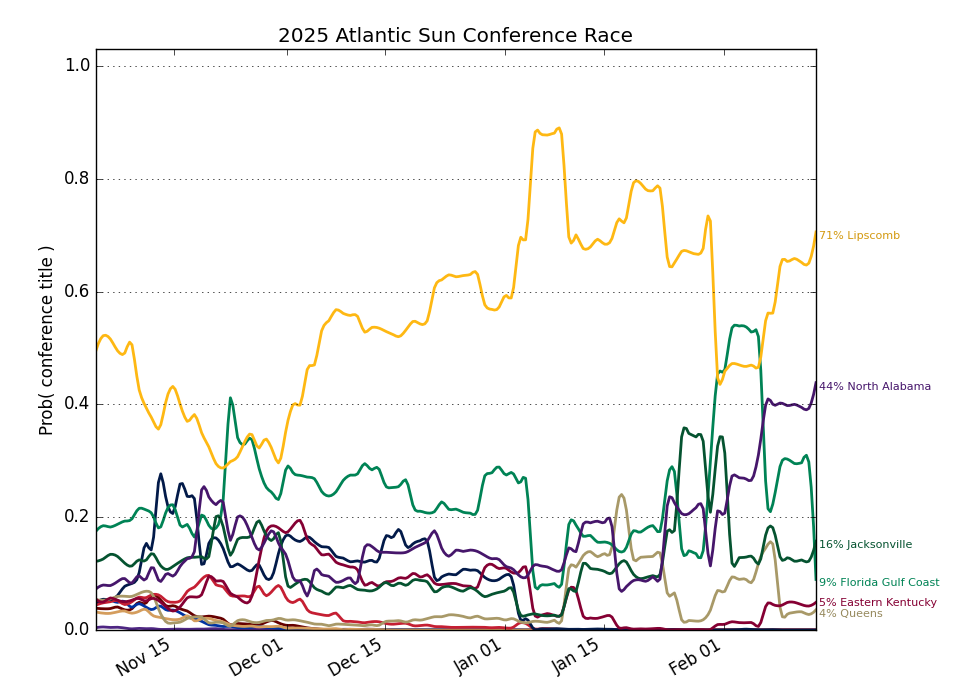 2025 Atlantic Sun Conference Race
Prob( conference title )
1.0
0.8
0.6
0.4
0.2
0.0
Nov 15
Dec 01
Dec 15
Jan 01
Jan 15
Feb 01
71% Lipscomb
44% North Alabama
16% Jacksonville
9% Florida Gulf Coast
5% Eastern Kentucky
4% Queens